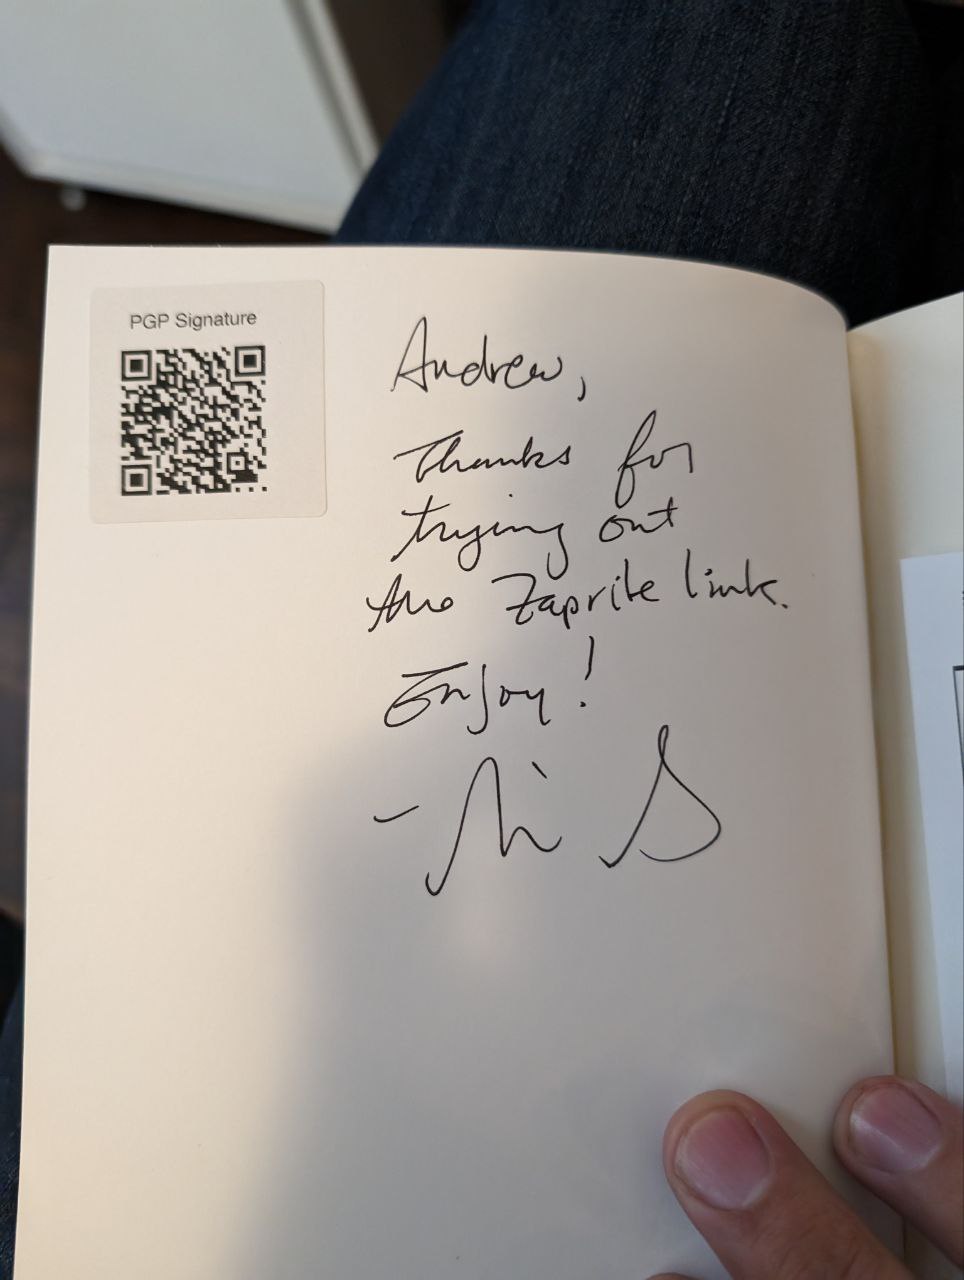 PGP Signature
Andrew,
Thanks for
trying out
the Zaprite link.
Enjoy!